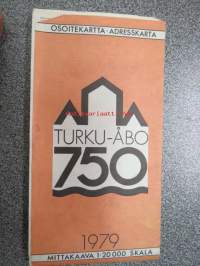 OSOITEKARTTA · ADRESSKARTA
TURKU-ÅBO
750
1979
MITTAKAAVA 1:20 000 SKALA